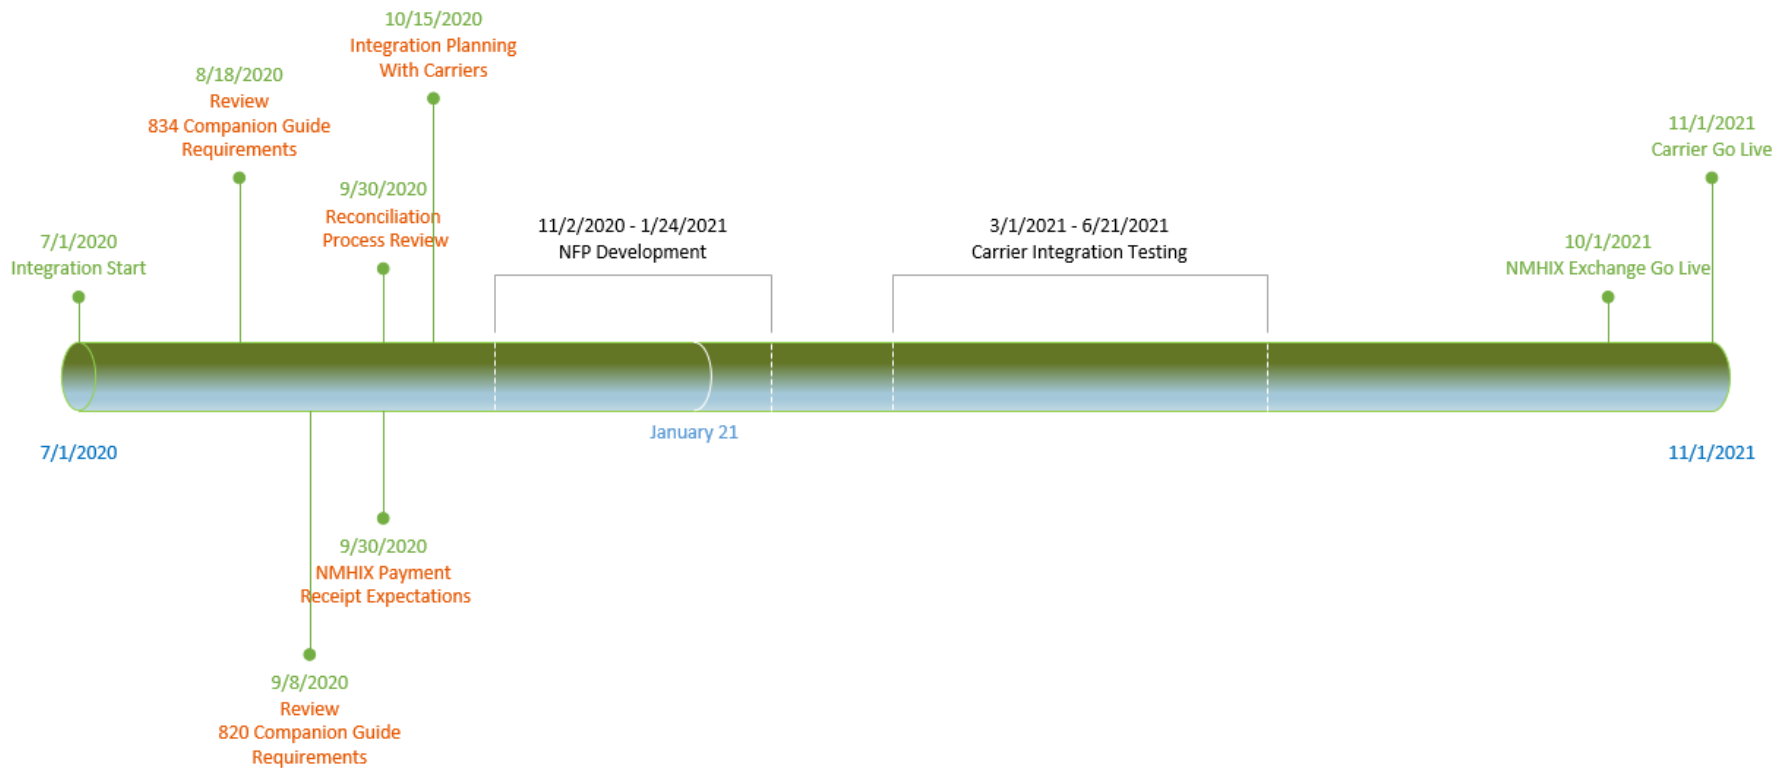 10/15/2020
Integration Planning
With Carriers
8/18/2020
Review
834 Companion Guide
Requirements
11/1/2021
Carrier Go Live
9/30/2020
Reconciliation
Process Review
11/2/2020 - 1/24/2021
NFP Development
3/1/2021 - 6/21/2021
Carrier Integration Testing
7/1/2020
Integration Start
10/1/2021
NMHIX Exchange Go Live
January 21
7/1/2020
11/1/2021
9/30/2020
NMHIX Payment
Receipt Expectations
9/8/2020
Review
820 Companion Guide
Requirements